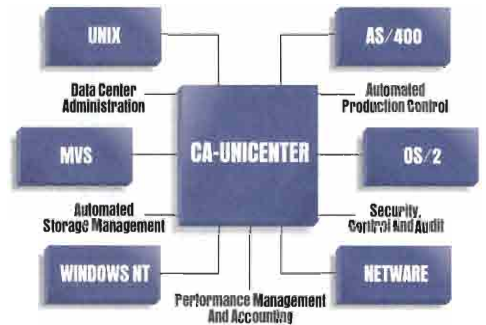 UNIX
AS/400
Data Center
Administration
Automated
Production Control
MVS
CA-UNICENTER
OS/2
Automated
Storage Management
Security,
Control And Audit
WINDOWS NT
NETWARE
Performance Management
And Accounting